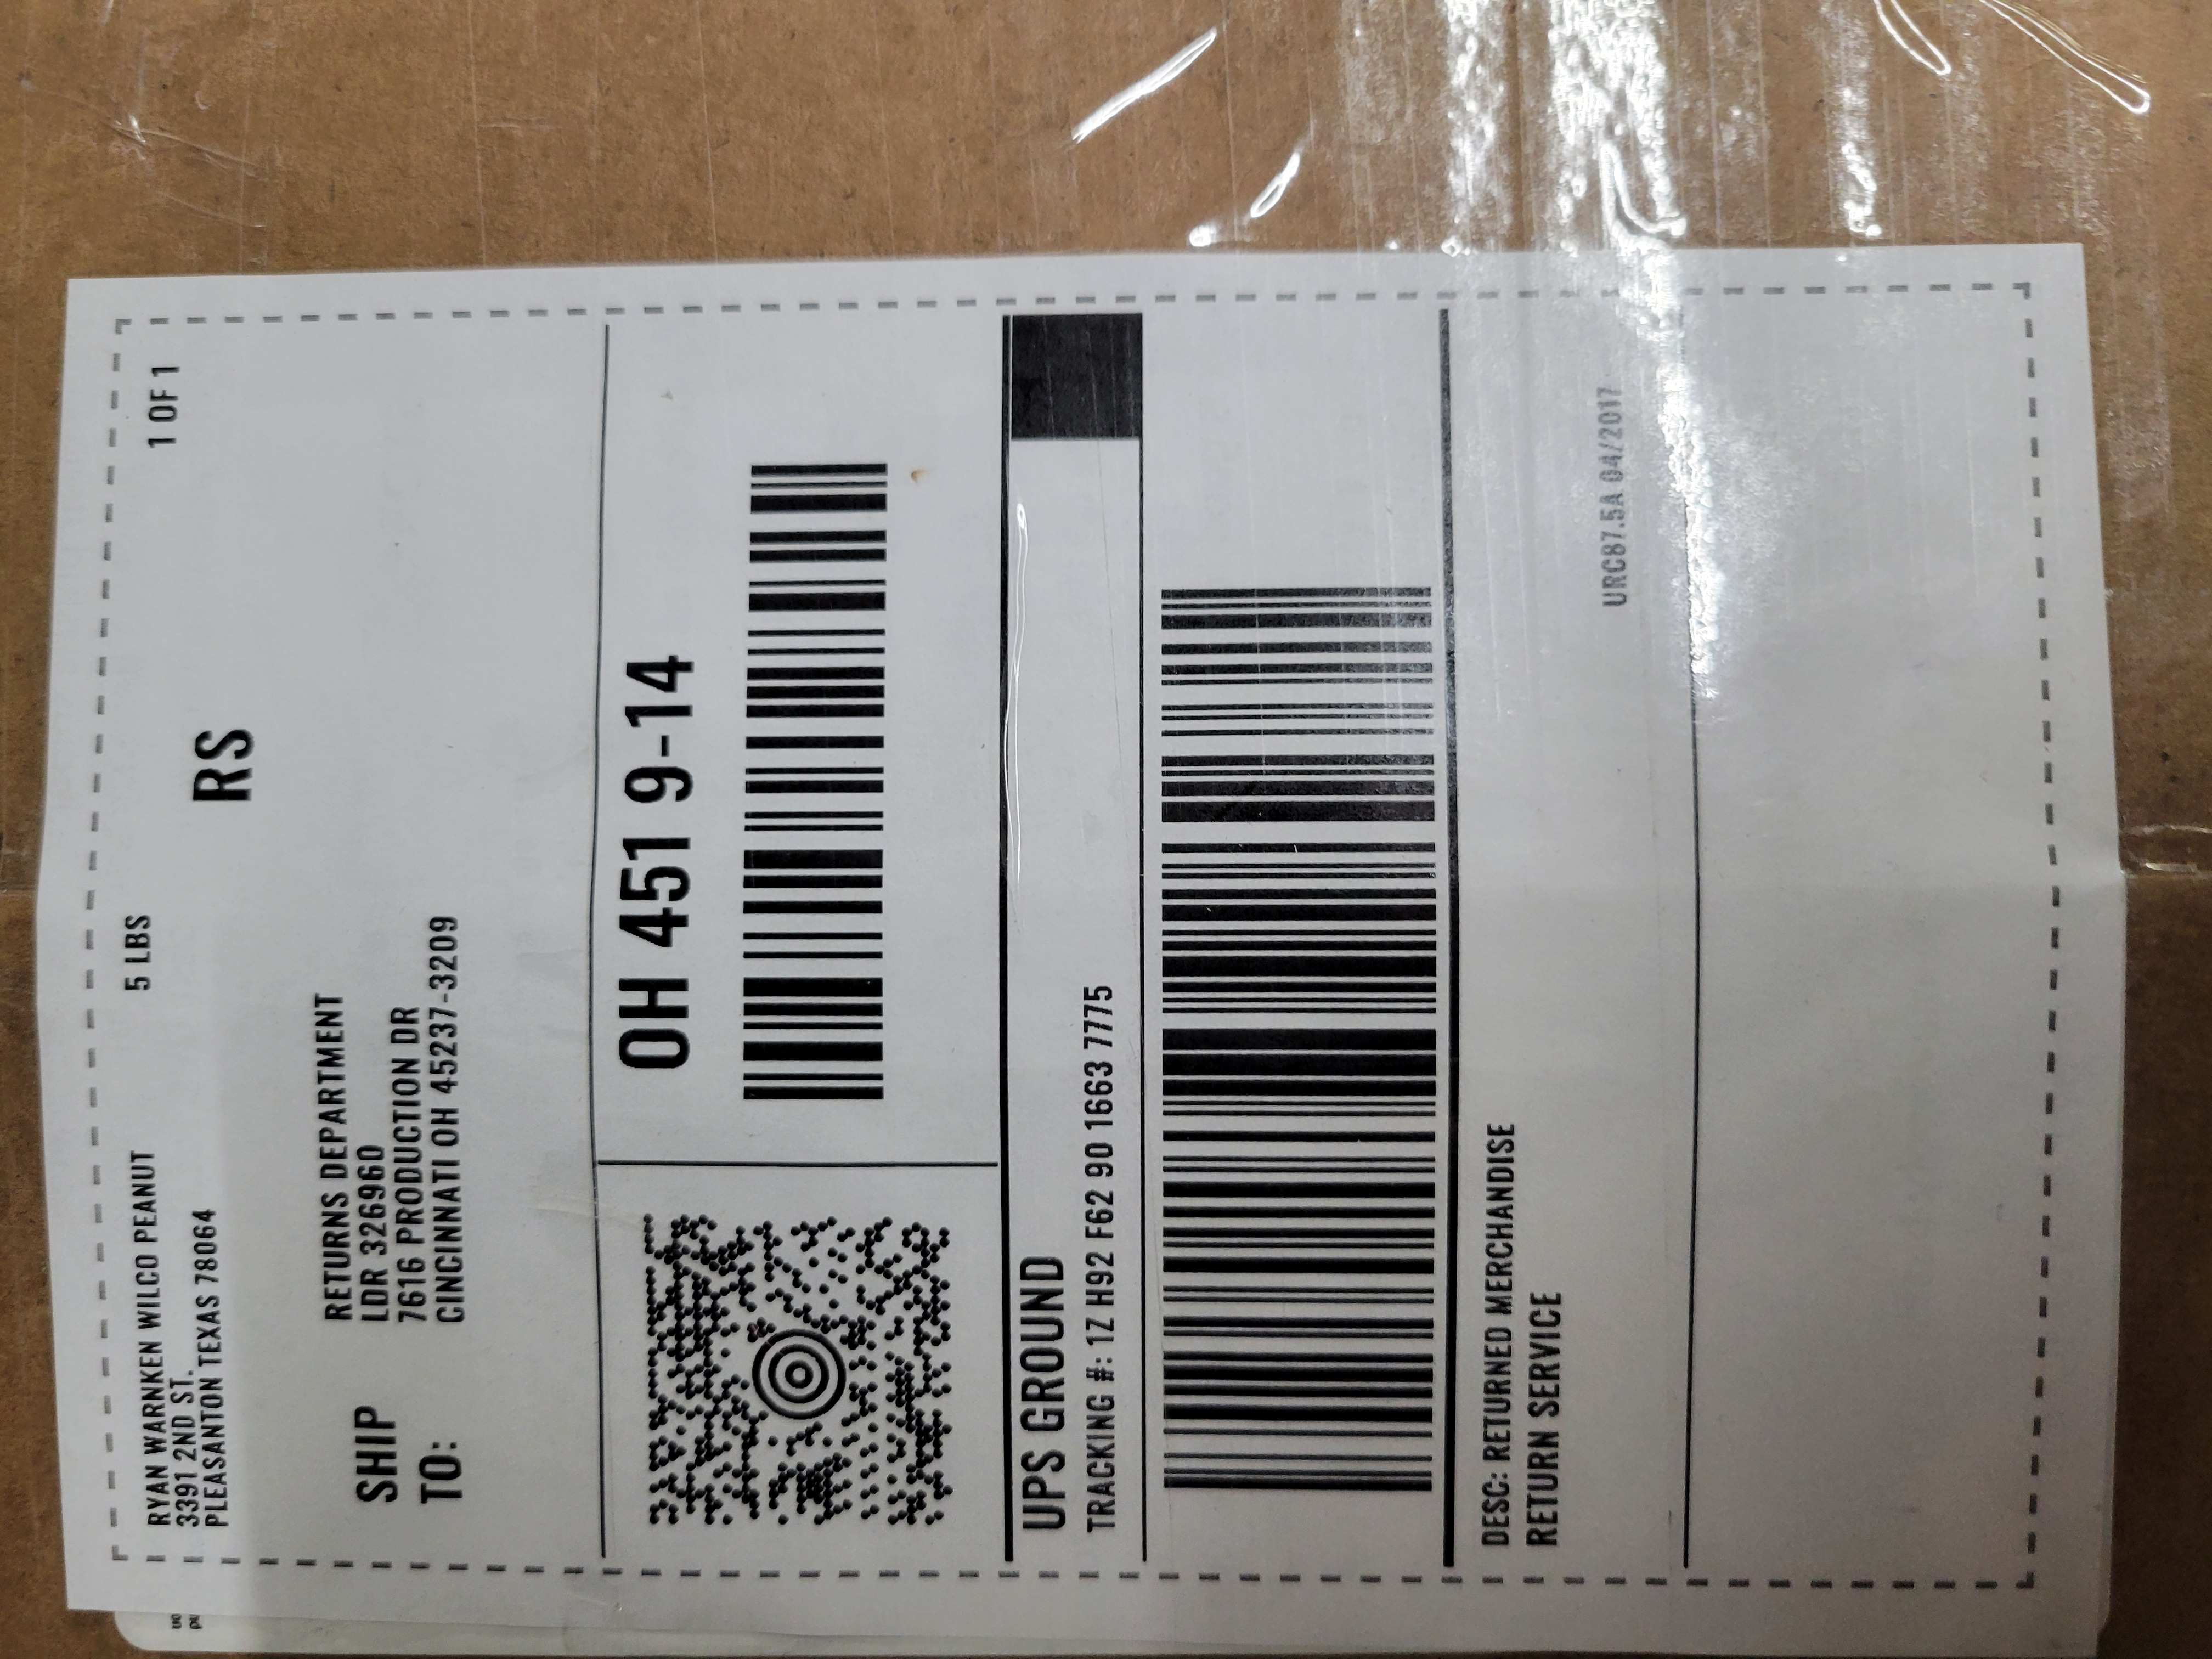 RYAN WARNKEN WILCO PEANUT
3391 2ND ST.
PLEASANTON TEXAS 78064
5 LBS
1 OF 1
RS
SHIP
TO:
RETURNS DEPARTMENT
LDR 326960
7616 PRODUCTION DR
CINCINNATI OH 45237-3209
OH 451 9-14
UPS GROUND
TRACKING #: 1Z H92 F62 90 1663 7775
DESC: RETURNED MERCHANDISE
RETURN SERVICE
URC87.5A 04/2017